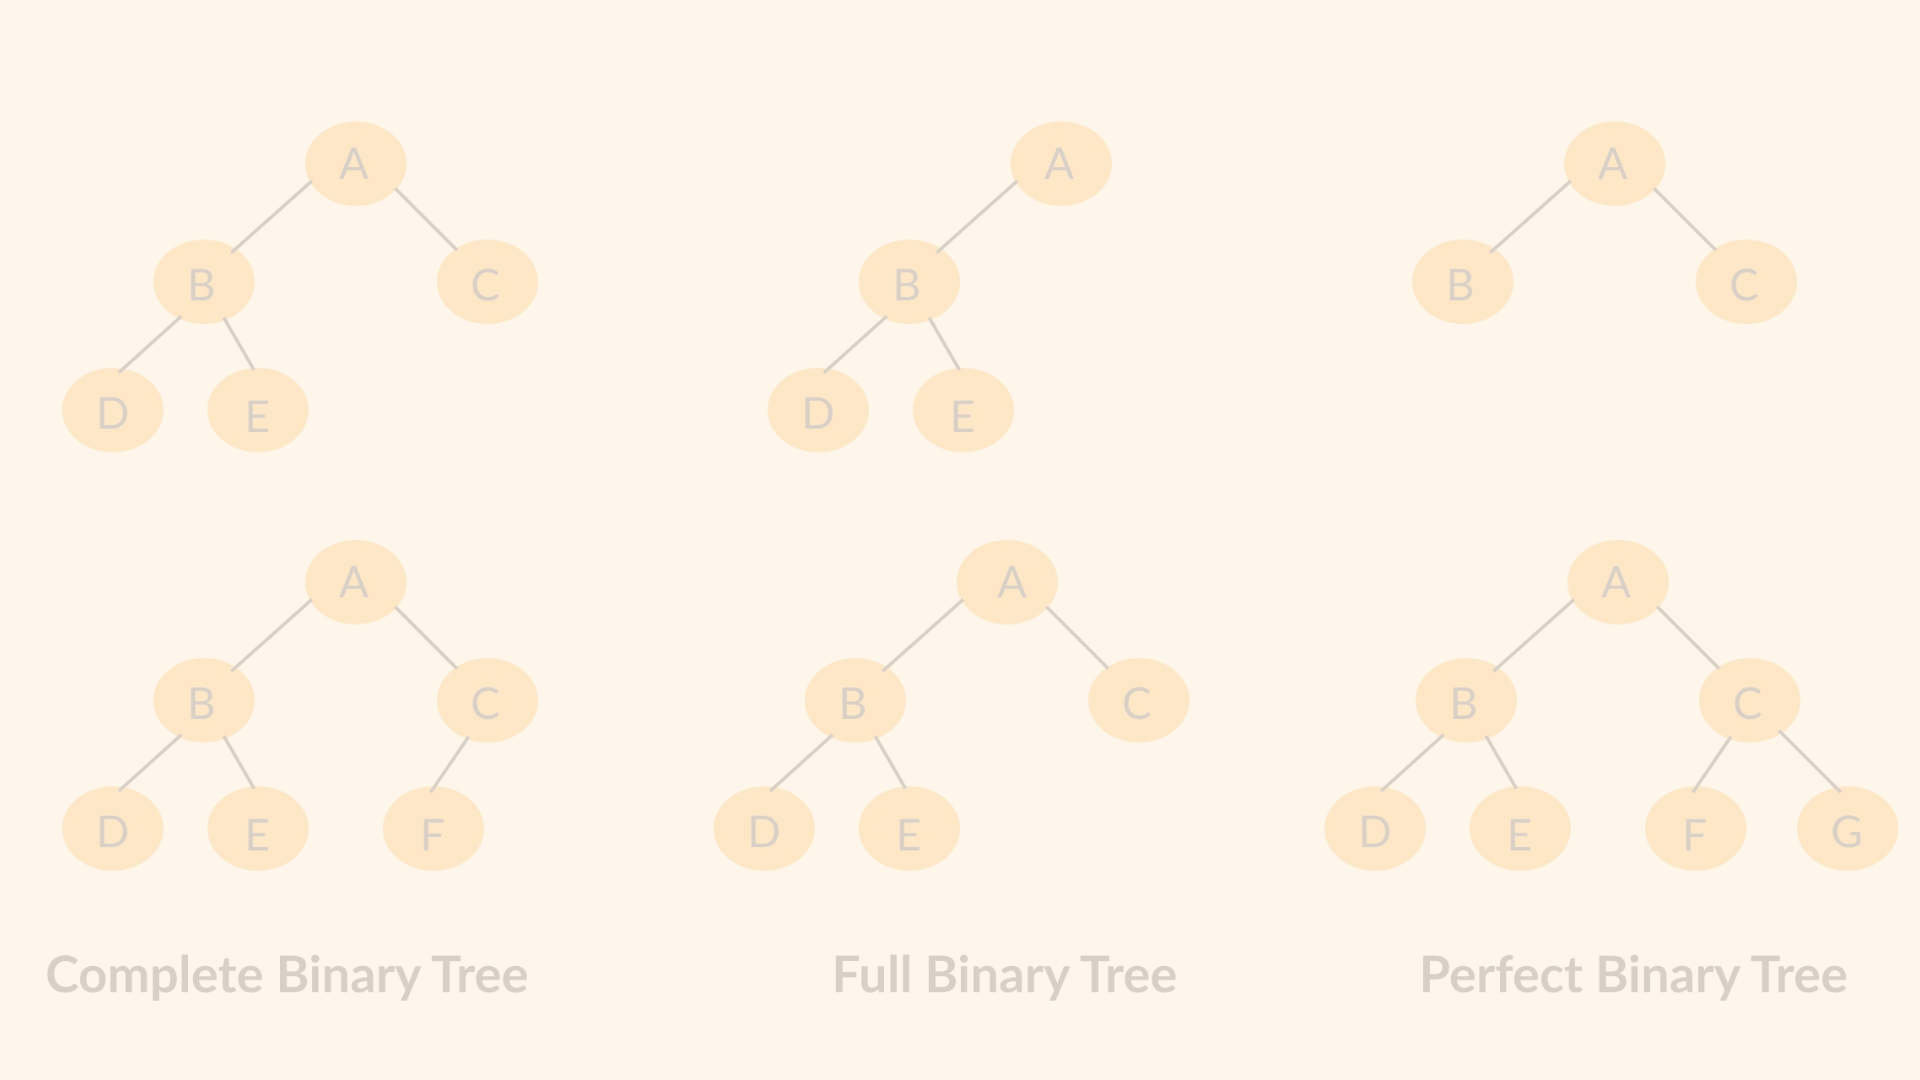 A A A
B C B B C
D E D E
A A A
B C B C B C
D E F D E D E F G
Complete Binary Tree Full Binary Tree Perfect Binary Tree